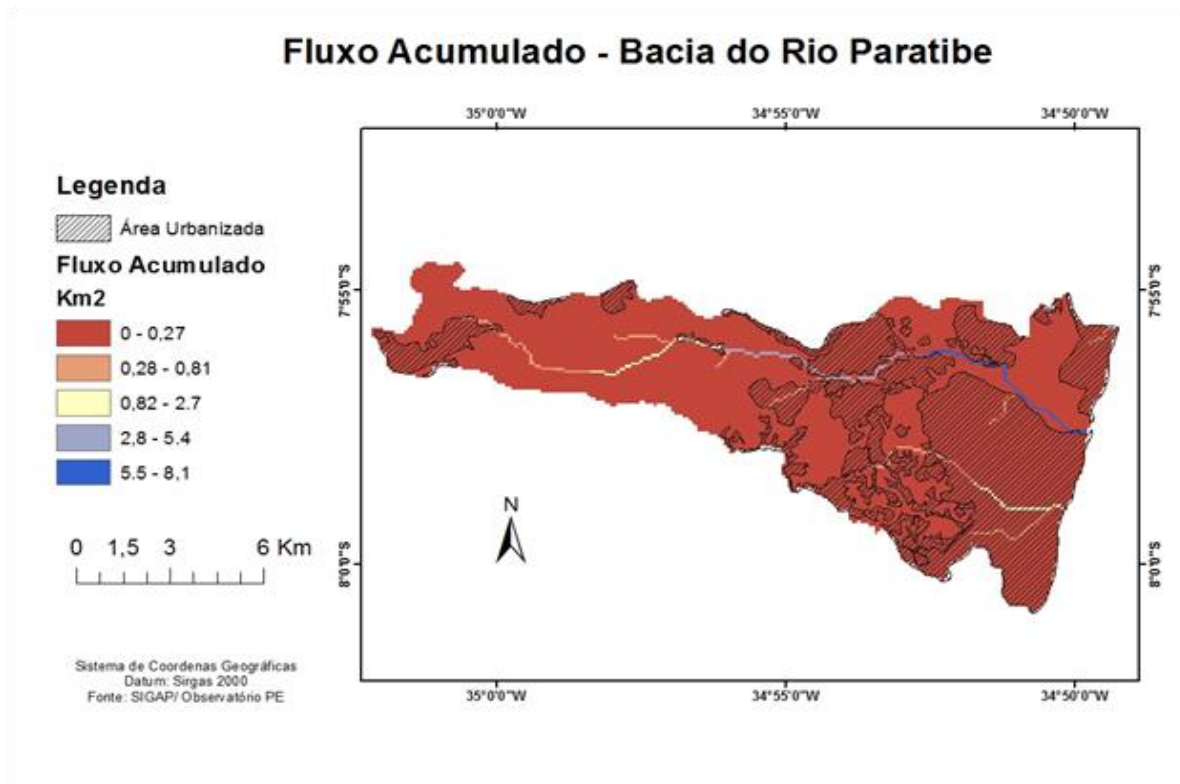 Fluxo Acumulado - Bacia do Rio Paratibe
35°0'0"W 34°55'0"W 34°50'0"W
Legenda
Área Urbanizada
Fluxo Acumulado
Km2
0 - 0,27
0,28 - 0,81
0,82 - 2.7
2,8 - 5.4
5.5 - 8,1
7°55'0"S
7°55'0"S
N
0 1,5 3 6 Km
8°0'0"S
8°0'0"S
Sistema de Coordenas Geográficas
Datum: Sirgas 2000
Fonte: SIGAP/ Observatório PE
35°0'0"W 34°55'0"W 34°50'0"W